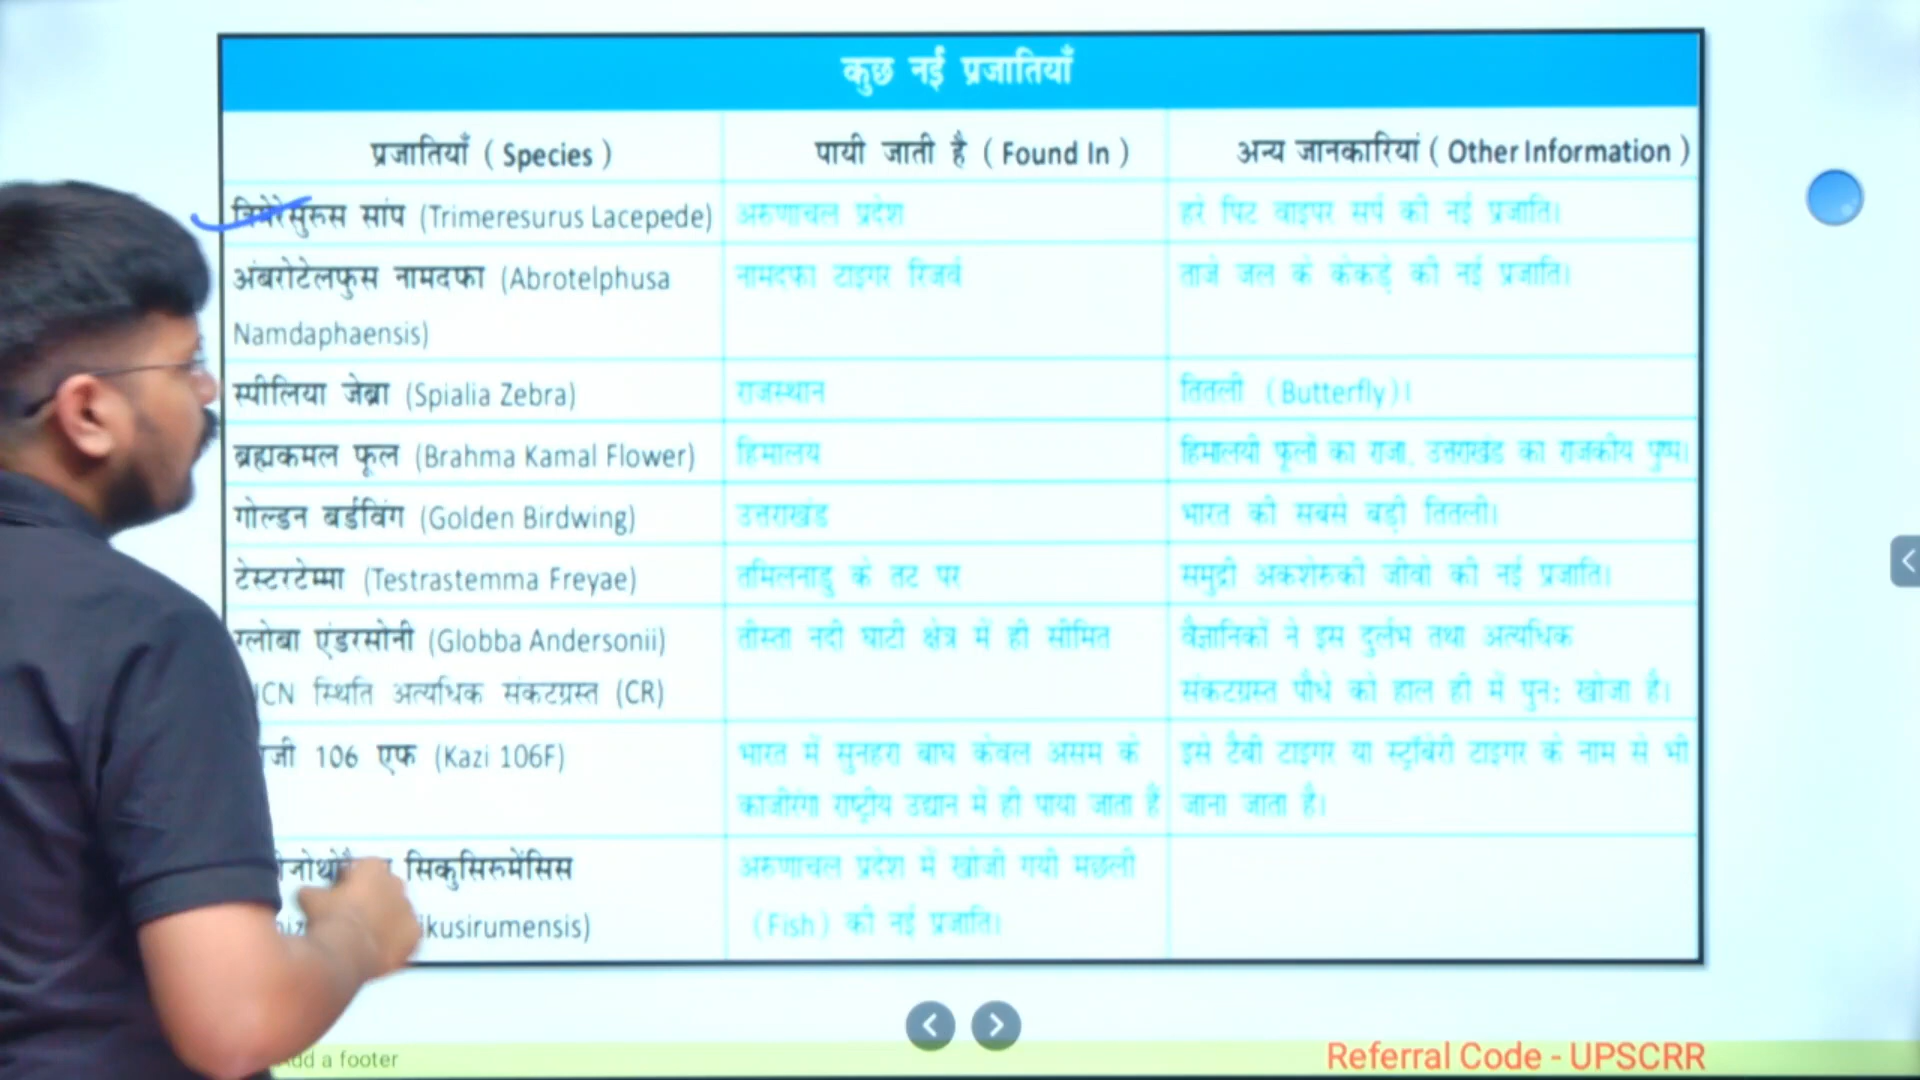 कुछ नई प्रजातियाँ
प्रजातियाँ ( Species ) पायी जाती है ( Found In ) अन्य जानकारियां ( Other Information )
त्रिमेरेसुरुस सांप (Trimeresurus Lacepede) अरुणाचल प्रदेश हरे पिट वाइपर सर्प की नई प्रजाति।
अंबरोटेलफुस नामदफा (Abrotelphusa नामदफा टाइगर रिजर्व ताजे जल के केकड़े की नई प्रजाति।
Namdaphaensis)
स्पीलिया जेब्रा (Spialia Zebra) राजस्थान तितली (Butterfly)।
ब्रह्मकमल फूल (Brahma Kamal Flower) हिमालय हिमालयी फूलों का राजा, उत्तराखंड का राजकीय पुष्प।
गोल्डन बर्डविंग (Golden Birdwing) उत्तराखंड भारत की सबसे बड़ी तितली।
टेस्टरटेम्मा (Testrastemma Freyae) तमिलनाडु के तट पर समुद्री अकशेरुकी जीवो की नई प्रजाति।
ग्लोबा एंडरसोनी (Globba Andersonii) तीस्ता नदी घाटी क्षेत्र में ही सीमित वैज्ञानिकों ने इस दुर्लभ तथा अत्यधिक
CN स्थिति अत्यधिक संकटग्रस्त (CR) संकटग्रस्त पौधे को हाल ही में पुन: खोजा है।
जी 106 एफ (Kazi 106F) भारत में सुनहरा बाघ केवल असम के इसे टैबी टाइगर या स्ट्रॉबेरी टाइगर के नाम से भी
काजीरंगा राष्ट्रीय उद्यान में ही पाया जाता है जाना जाता है।
सिकुसिरुमेंसिस अरुणाचल प्रदेश में खोजी गयी मछली
ikusirumensis) (Fish) की नई प्रजाति।
Add a footer
Referral Code - UPSCRR